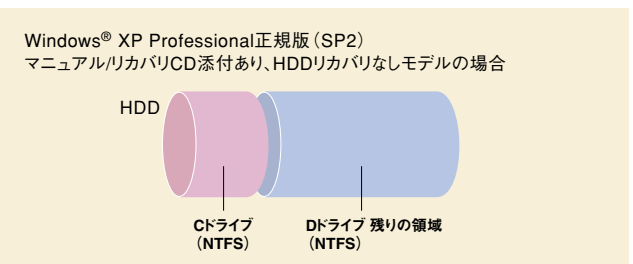 Windows® XP Professional正規版（SP2）
マニュアル/リカバリCD添付あり、HDDリカバリなしモデルの場合
HDD
Cドライブ
（NTFS）
Dドライブ 残りの領域
（NTFS）